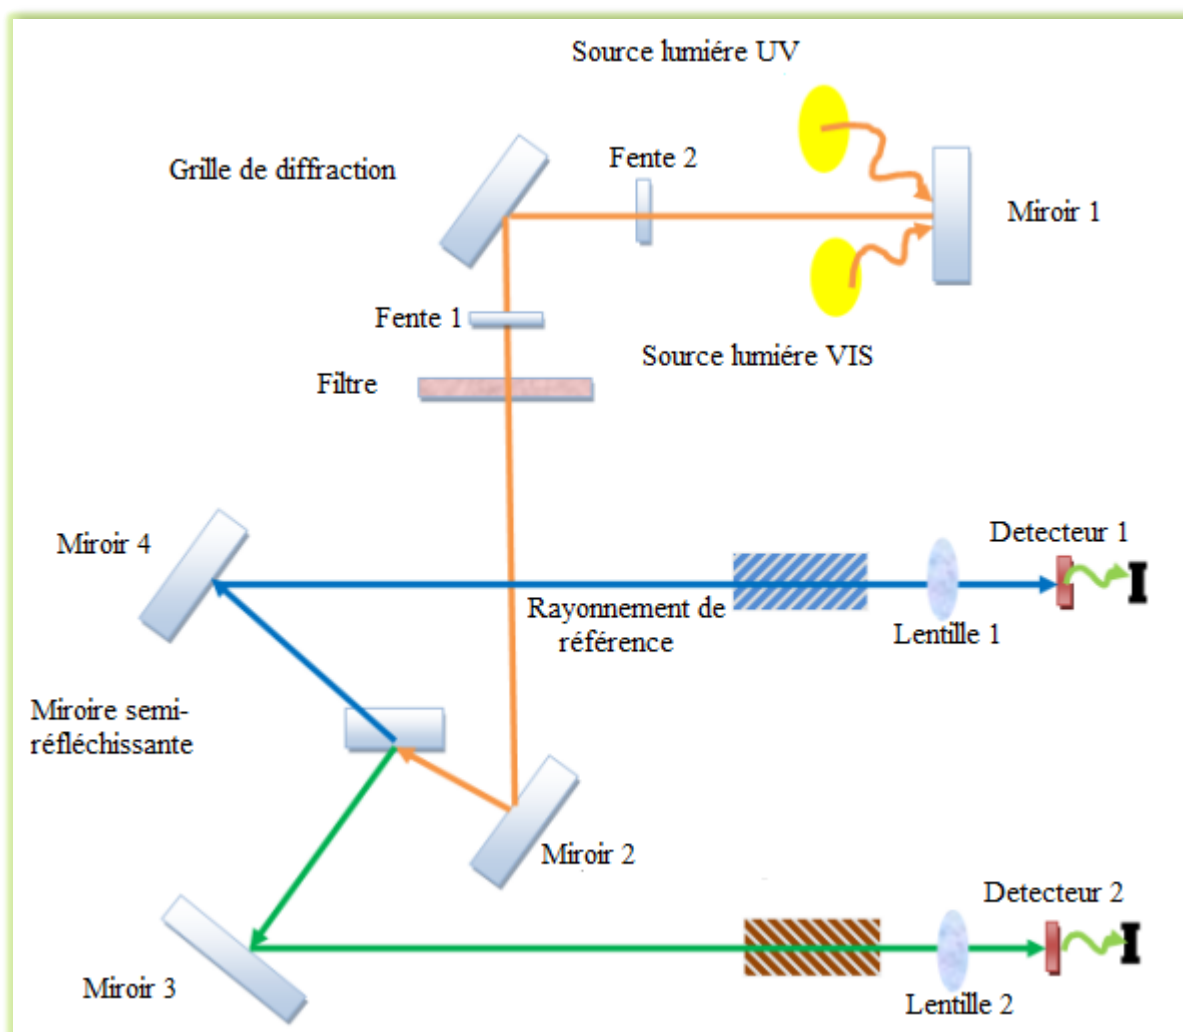 Source lumiére UV
Grille de diffraction
Fente 2
Miroir 1
Fente 1
Source lumiére VIS
Filtre
Miroir 4
Detecteur 1
Rayonnement de
référence
Lentille 1
Miroire semi-
réfléchissante
Miroir 2
Detecteur 2
Miroir 3
Lentille 2